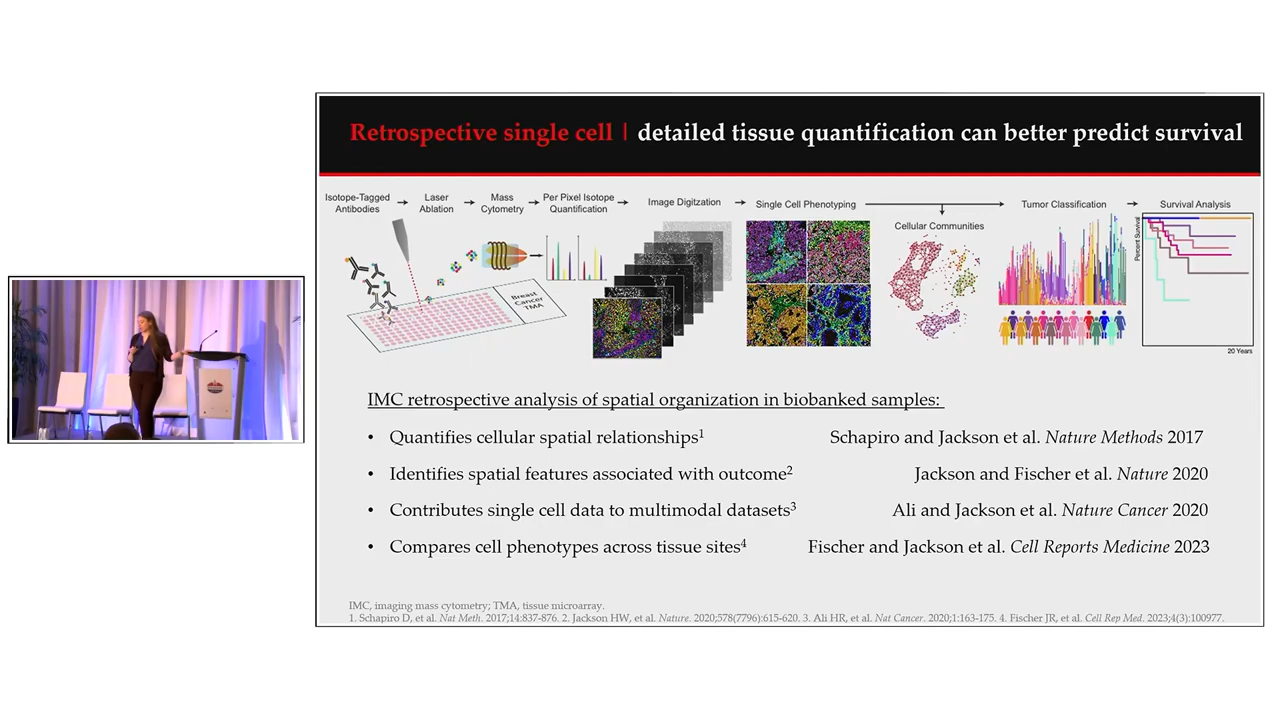 Retrospective single cell | detailed tissue quantification can better predict survival
Isotope-Tagged Antibodies
Laser Ablation
Mass Cytometry
Per Pixel Isotope Quantification
Image Digitzation
Single Cell Phenotyping
Cellular Communities
Tumor Classification
Survival Analysis
Breast Cancer TMA
Percent Survival
20 Years
IMC retrospective analysis of spatial organization in biobanked samples:
• Quantifies cellular spatial relationships1 Schapiro and Jackson et al. Nature Methods 2017
• Identifies spatial features associated with outcome2 Jackson and Fischer et al. Nature 2020
• Contributes single cell data to multimodal datasets3 Ali and Jackson et al. Nature Cancer 2020
• Compares cell phenotypes across tissue sites4 Fischer and Jackson et al. Cell Reports Medicine 2023
IMC, imaging mass cytometry; TMA, tissue microarray.
1. Schapiro D, et al. Nat Meth. 2017;14:837-876. 2. Jackson HW, et al. Nature. 2020;578(7796):615-620. 3. Ali HR, et al. Nat Cancer. 2020;1:163-175. 4. Fischer JR, et al. Cell Rep Med. 2023;4(3):100977.